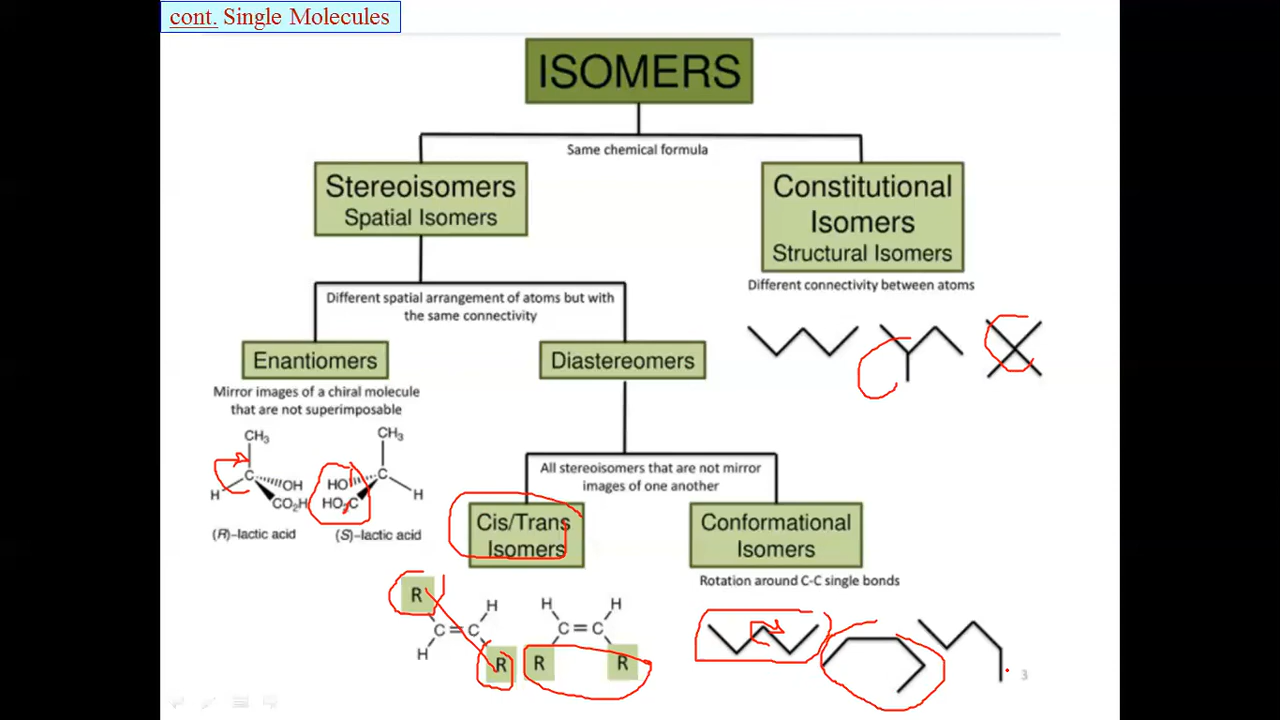 cont. Single Molecules
ISOMERS
Same chemical formula
Stereoisomers
Spatial Isomers
Constitutional
Isomers
Structural Isomers
Different connectivity between atoms
Different spatial arrangement of atoms but with
the same connectivity
Enantiomers
Diastereomers
Mirror images of a chiral molecule
that are not superimposable
CH₃
C
H
OH
CO₂H
(R)-lactic acid
CH₃
HO
C
HO₂C
H
(S)-lactic acid
All stereoisomers that are not mirror
images of one another
Cis/Trans
Isomers
Conformational
Isomers
Rotation around C-C single bonds
R
H
C=C
H
R
H
H
C=C
R
R
3